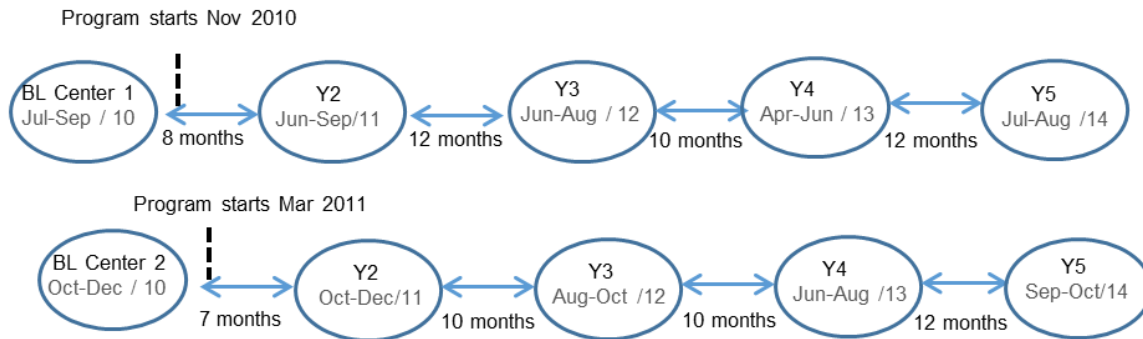 Program starts Nov 2010
BL Center 1
Jul-Sep / 10
8 months
Y2
Jun-Sep/11
12 months
Y3
Jun-Aug / 12
10 months
Y4
Apr-Jun / 13
12 months
Y5
Jul-Aug /14
Program starts Mar 2011
BL Center 2
Oct-Dec / 10
7 months
Y2
Oct-Dec/11
10 months
Y3
Aug-Oct /12
10 months
Y4
Jun-Aug /13
12 months
Y5
Sep-Oct/14